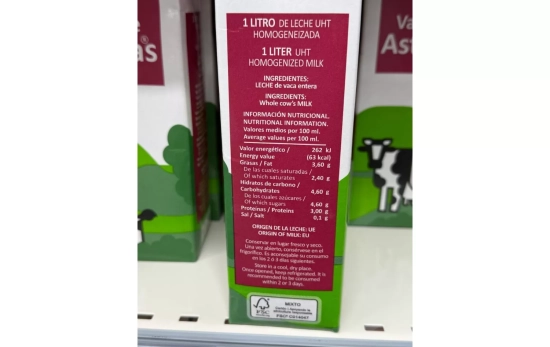 1 LITRO DE LECHE UHT
HOMOGENEIZADA
1 LITER UHT
HOMOGENIZED MILK
INGREDIENTES:
LECHE de vaca entera
INGREDIENTS:
Whole cow's MILK
INFORMACIÓN NUTRICIONAL.
NUTRITIONAL INFORMATION.
Valores medios por 100 ml.
Average values per 100 ml.
Valor energético / 262 kJ
Energy value (63 kcal)
Grasas / Fat 3,60 g
De las cuales saturadas /
Of which saturates 2,40 g
Hidratos de carbono /
Carbohydrates 4,60 g
De los cuales azúcares /
Of which sugars 4,60 g
Proteínas / Proteins 3,00 g
Sal / Salt 0,1 g
ORIGEN DE LA LECHE: UE
ORIGIN OF MILK: EU
Conservar en lugar fresco y seco.
Una vez abierto, consérvese en el
frigorífico. Es aconsejable su consumo
en los 2 ó 3 días siguientes.
Store in a cool, dry place.
Once opened, keep refrigerated. It is
recommended to be consumed
within 2 or 3 days.
FSC
MIXTO
Va
Ast
as